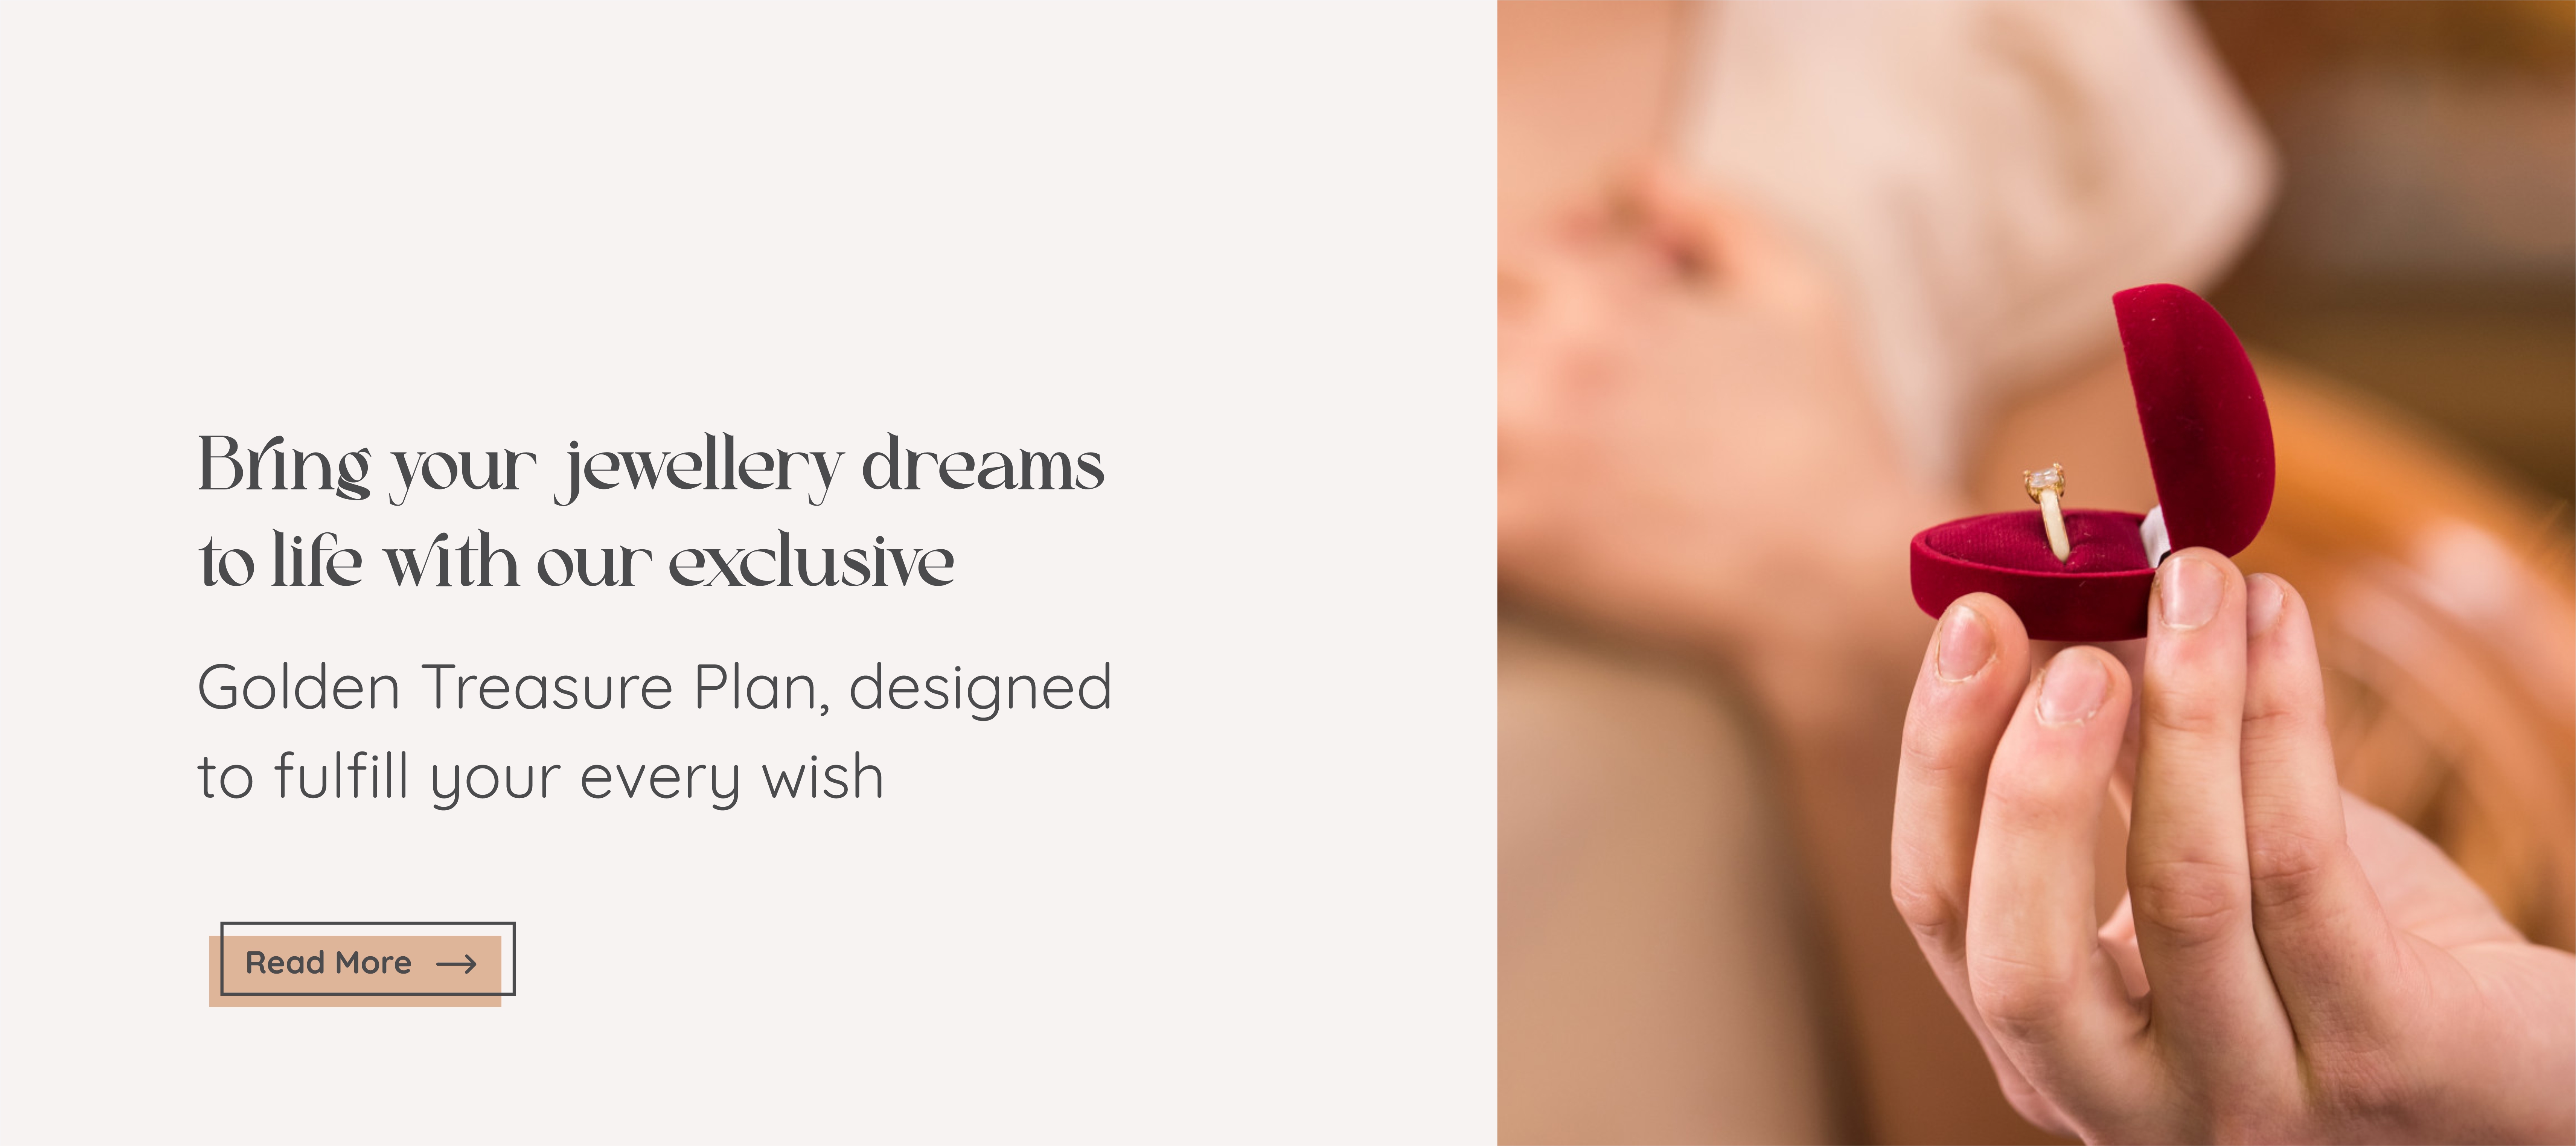 Bring your jewellery dreams
to life with our exclusive
Golden Treasure Plan, designed
to fulfill your every wish
Read More